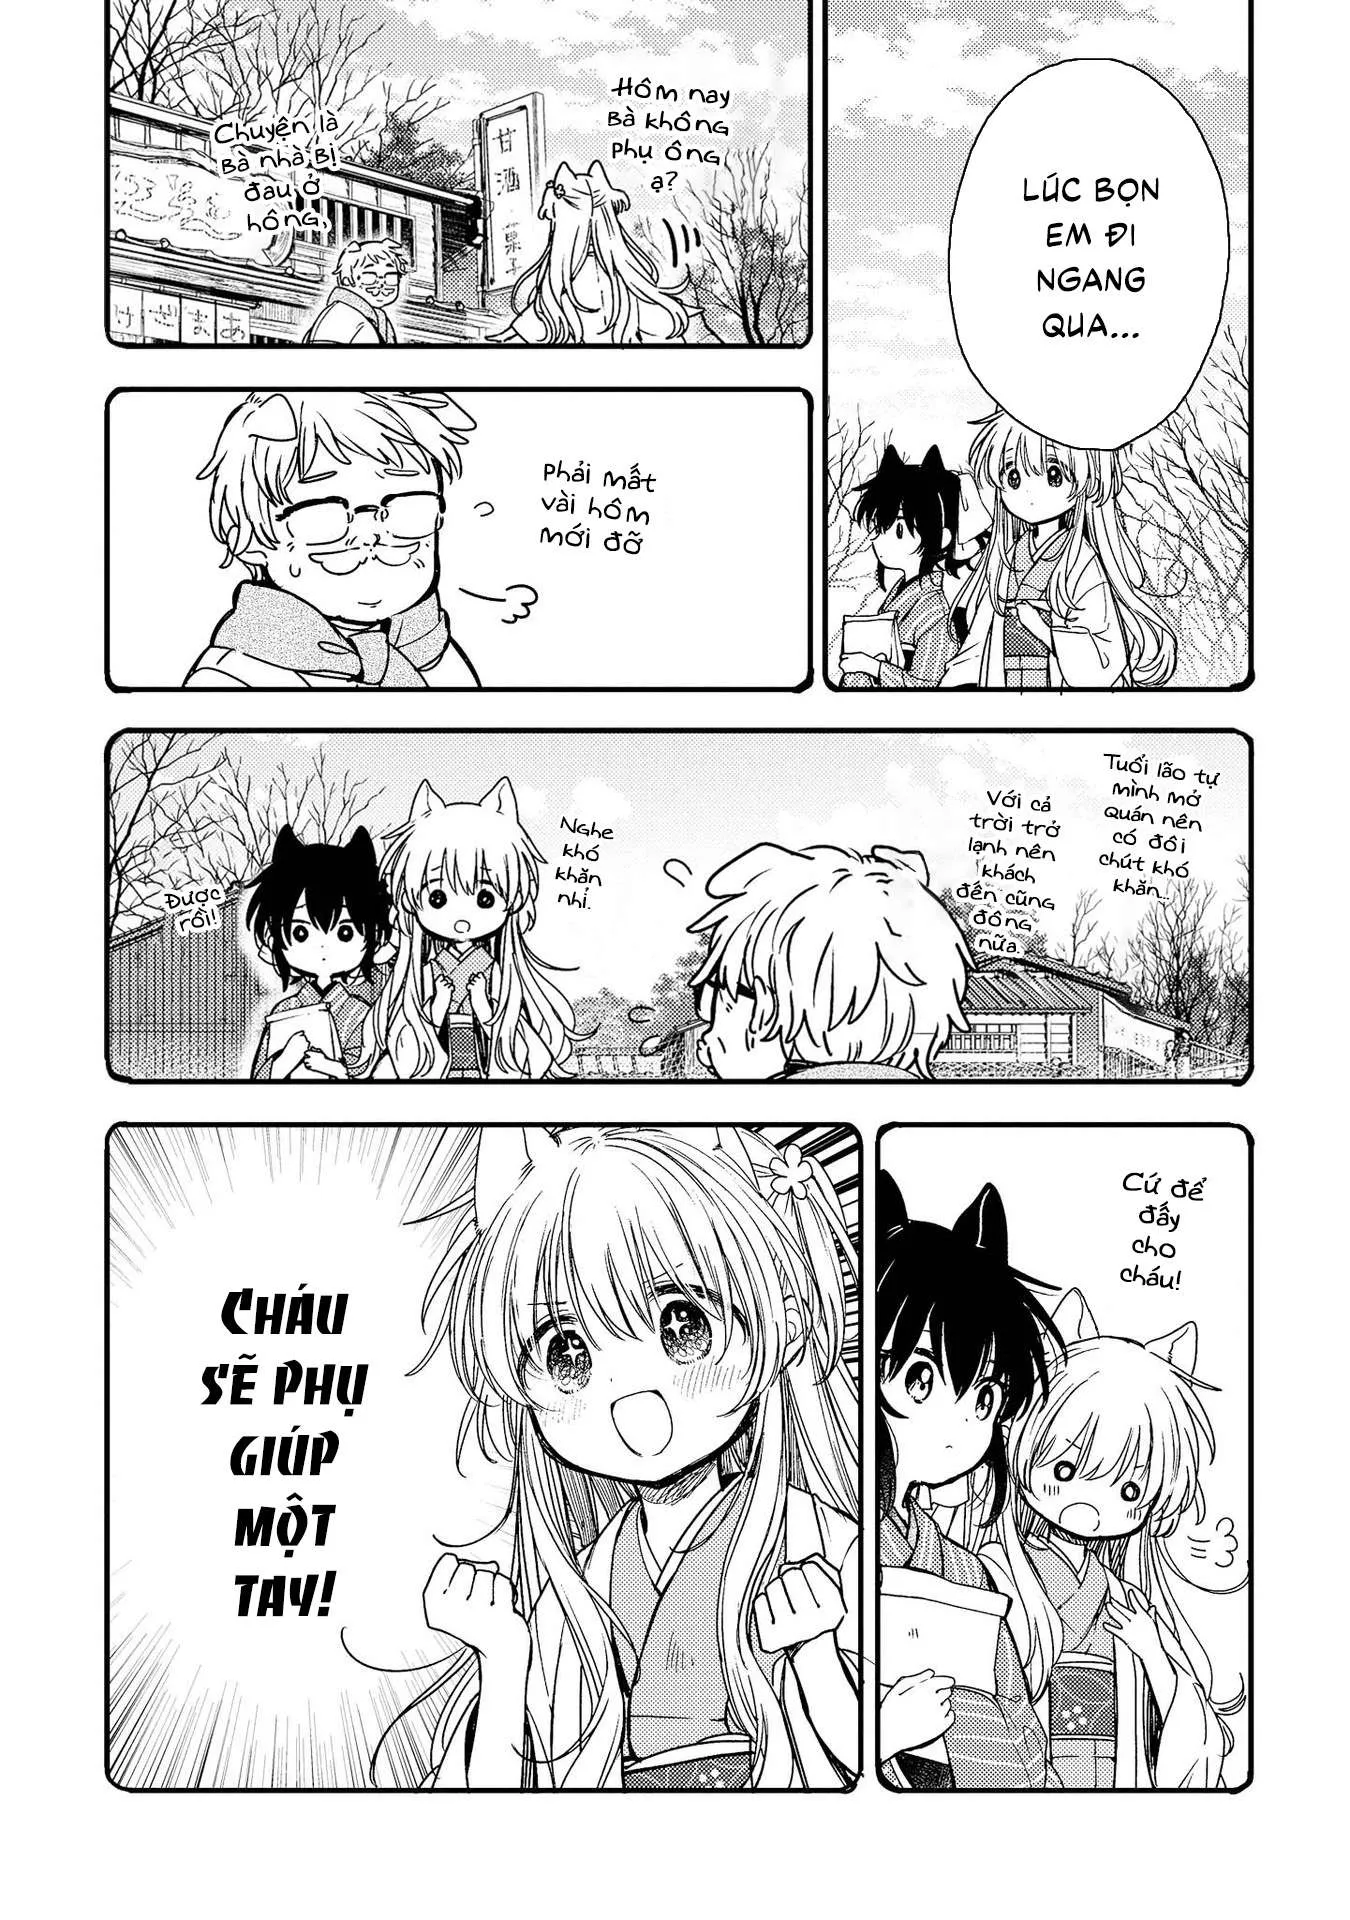 LÚC BỌN
EM ĐI
NGANG
QUA...
Hôm nay
Bà không
phụ ông
ạ?
Chuyện là
Bà nhà Bị
đau ở
hông,
甘酒
菓子
Phải mất
vài hôm
mới đỡ
Tuổi lão tự
mình mở
quán nên
có đôi
chút khó
khăn...
Với cả
trời trở
lạnh nên
khách
đến cũng
đông
nữa.
Nghe
khó
khăn
nhỉ.
Được
rồi!
Cứ để
đấy
cho
cháu!
CHÁU
SẼ PHỤ
GIÚP
MỘT
TAY!